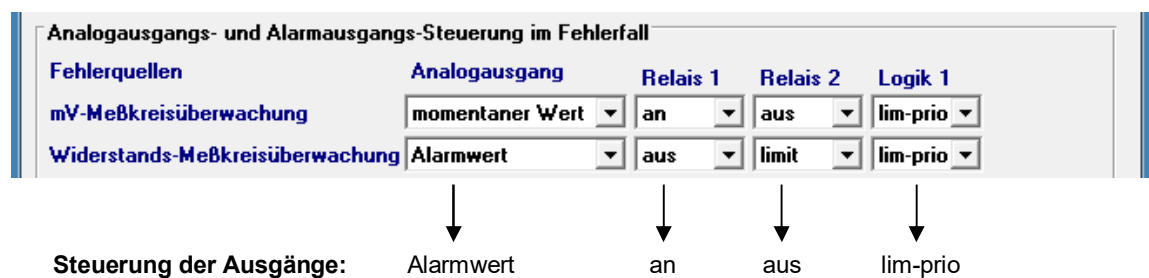 Analogausgangs- und Alarmausgangs-Steuerung im Fehlerfall
Fehlerquellen Analogausgang Relais 1 Relais 2 Logik 1
mV-Meßkreisüberwachung momentaner Wert an aus lim-prio
Widerstands-Meßkreisüberwachung Alarmwert aus limit lim-prio
Steuerung der Ausgänge: Alarmwert an aus lim-prio